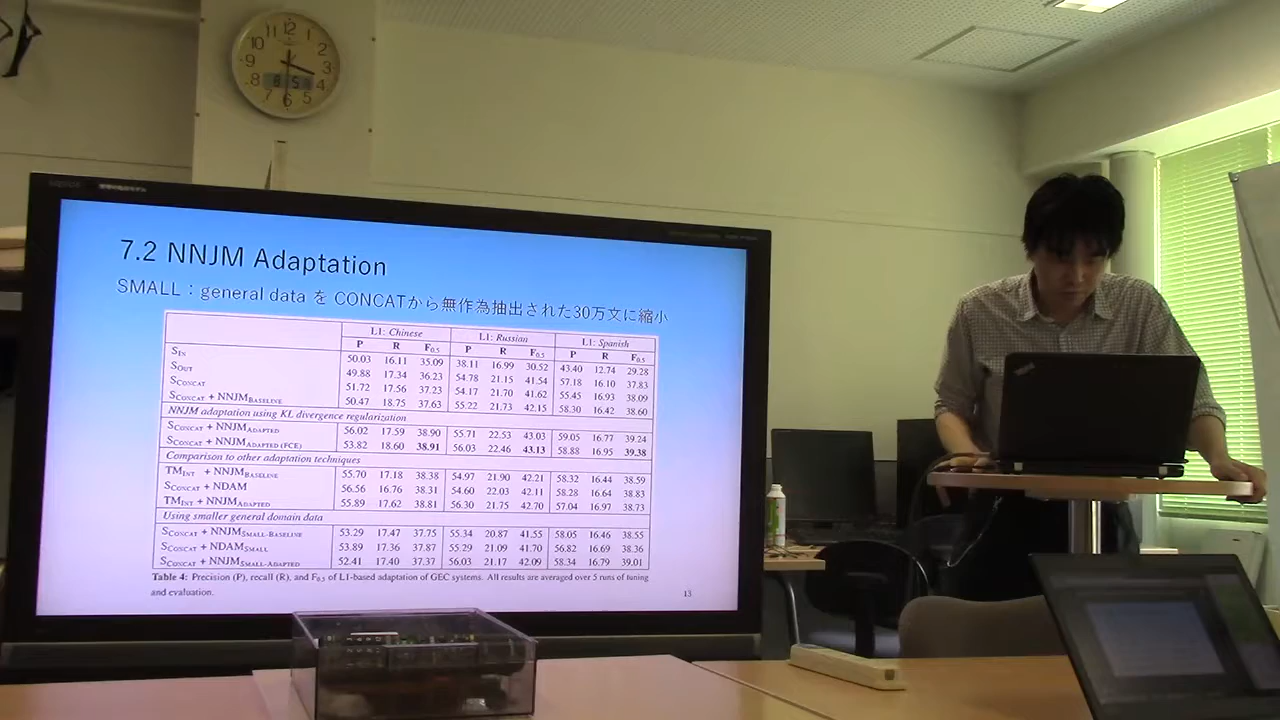 7.2 NNJM Adaptation
SMALL：general data を CONCATから無作為抽出された30万文に縮小
L1: Chinese L1: Russian L1: Spanish
P R F0.5 P R F0.5 P R F0.5
SIN 50.03 16.11 35.09 38.11 16.99 30.52 43.40 12.74 29.28
SOUT 49.88 17.34 36.23 54.78 21.15 41.54 57.18 16.10 37.83
SCONCAT 51.72 17.56 37.23 54.17 21.70 41.62 55.45 16.93 38.09
SCONCAT + NNJMBASELINE 50.47 18.75 37.63 55.22 21.73 42.15 58.30 16.42 38.60
NNJM adaptation using KL divergence regularization
SCONCAT + NNJMADAPTED 56.02 17.59 38.90 55.71 22.53 43.03 59.05 16.77 39.24
SCONCAT + NNJMADAPTED (FCE) 53.82 18.60 38.91 56.03 22.46 43.13 58.88 16.95 39.38
Comparison to other adaptation techniques
TMINT + NNJMBASELINE 55.70 17.18 38.38 54.97 21.90 42.21 58.32 16.44 38.59
SCONCAT + NDAM 56.56 16.76 38.31 54.60 22.03 42.11 58.28 16.64 38.83
TMINT + NNJMADAPTED 55.89 17.62 38.81 56.30 21.75 42.70 57.04 16.97 38.73
Using smaller general domain data
SCONCAT + NNJMSMALL-BASELINE 53.29 17.47 37.75 55.34 20.87 41.55 58.05 16.46 38.55
SCONCAT + NDAMSMALL 53.89 17.36 37.87 55.29 21.09 41.70 56.82 16.69 38.36
SCONCAT + NNJMSMALL-ADAPTED 52.41 17.40 37.37 56.03 21.17 42.09 58.34 16.79 39.01
Table 4: Precision (P), recall (R), and F0.5 of L1-based adaptation of GEC systems. All results are averaged over 5 runs of tuning
and evaluation.
13
12
1
2
3
4
5
6
7
8
9
10
11
ThinkPad